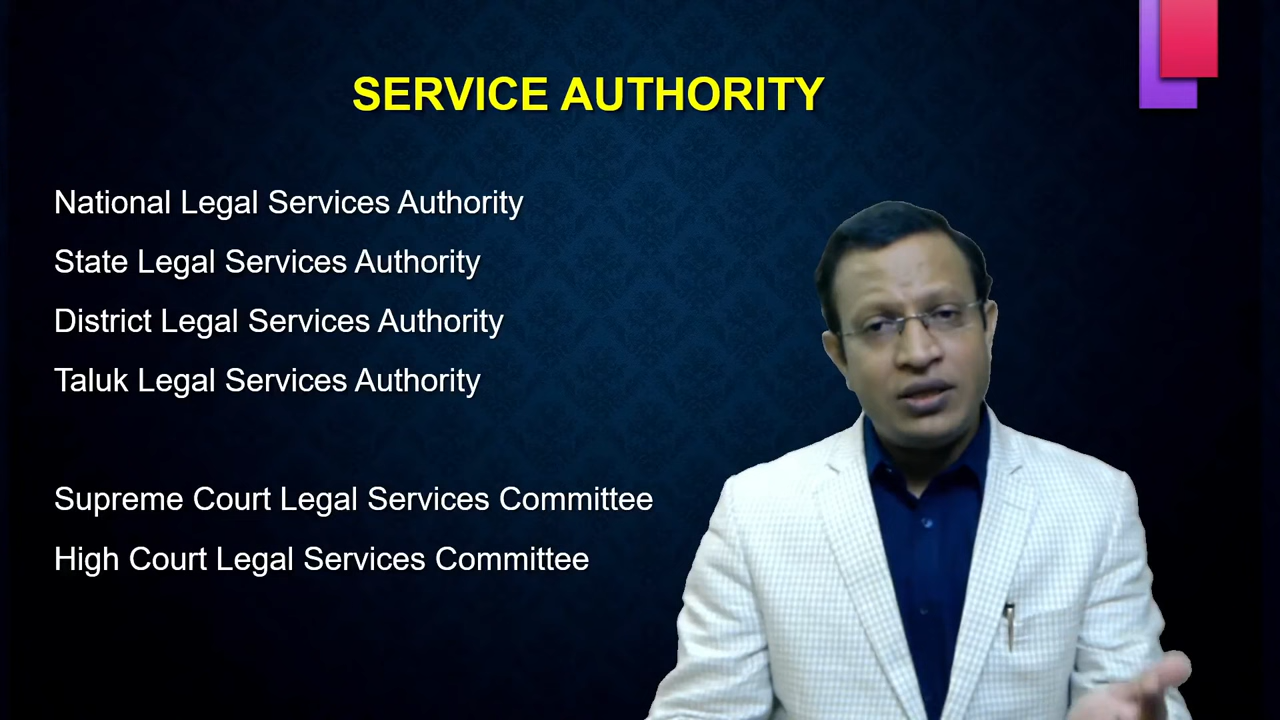 SERVICE AUTHORITY
National Legal Services Authority
State Legal Services Authority
District Legal Services Authority
Taluk Legal Services Authority
Supreme Court Legal Services Committee
High Court Legal Services Committee